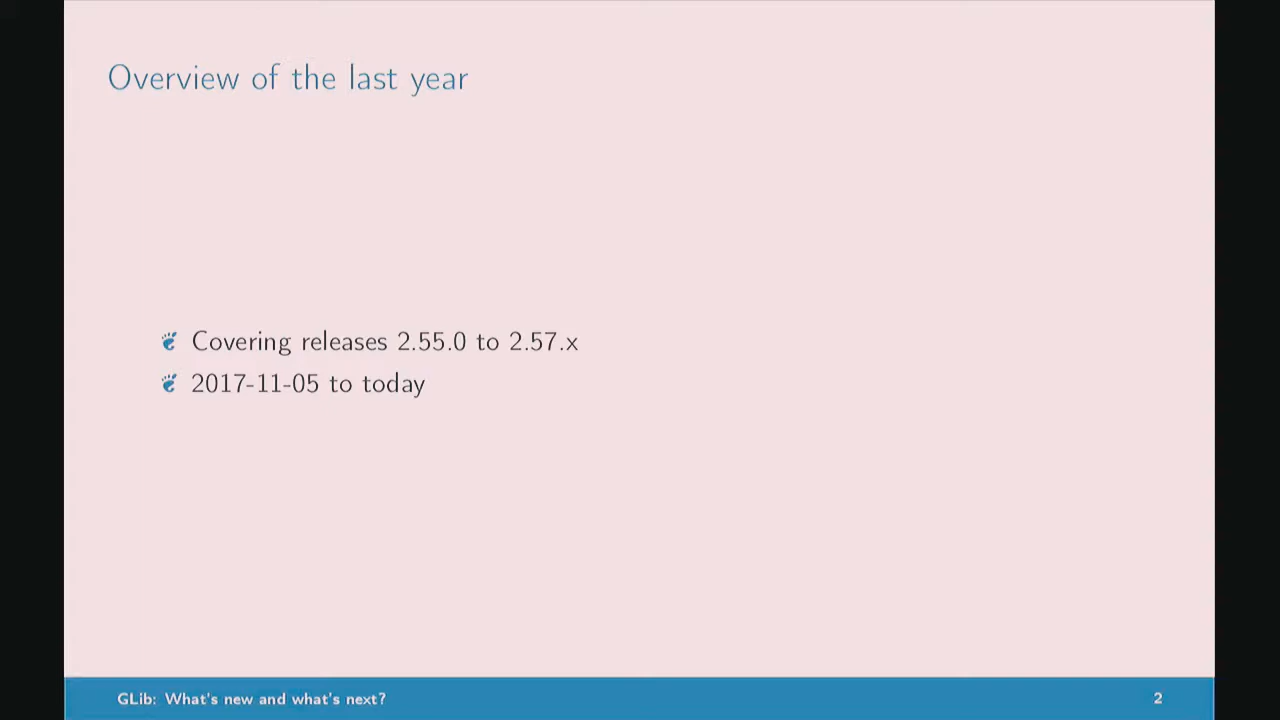 Overview of the last year
Covering releases 2.55.0 to 2.57.x
2017-11-05 to today
GLib: What's new and what's next?
2